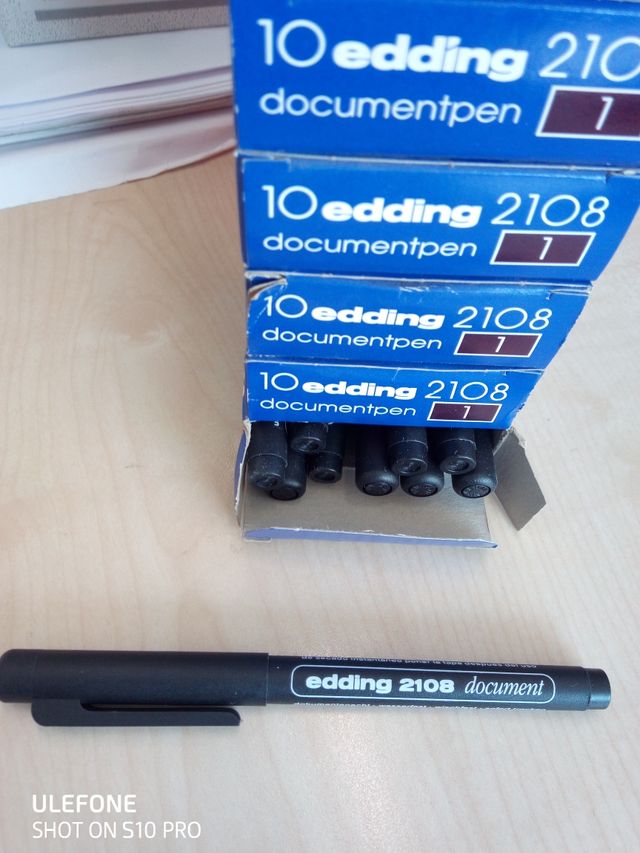 10 edding 210
documentpen 1
10 edding 2108
documentpen 1
10 edding 2108
documentpen 1
10 edding 2108
documentpen 1
edding 2108 document
ULEFONE
SHOT ON S10 PRO